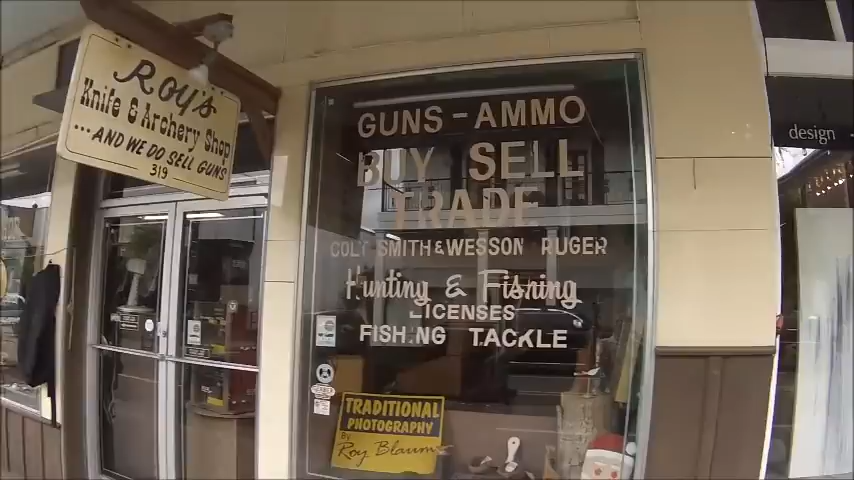 Roy's
Knife & Archery Shop
...And We Do Sell Guns
319
GUNS - AMMO
BUY SELL
TRADE
COLT SMITH & WESSON RUGER
Hunting & Fishing
LICENSES
FISHING TACKLE
TRADITIONAL
PHOTOGRAPHY
By
Roy
design